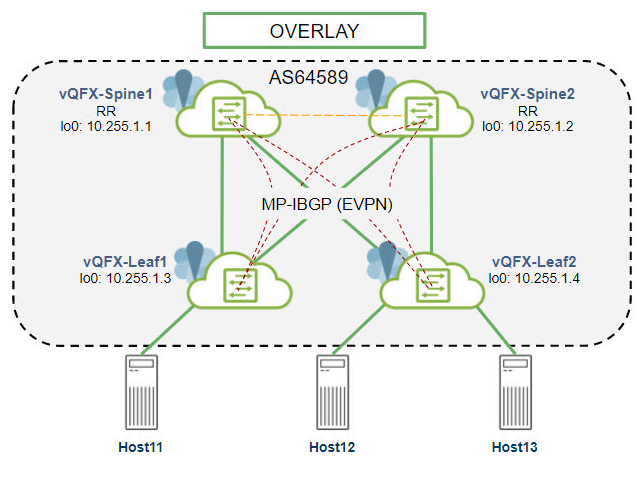 OVERLAY
AS64589
vQFX-Spine1
RR
lo0: 10.255.1.1
vQFX-Spine2
RR
lo0: 10.255.1.2
MP-IBGP (EVPN)
vQFX-Leaf1
lo0: 10.255.1.3
vQFX-Leaf2
lo0: 10.255.1.4
Host11
Host12
Host13